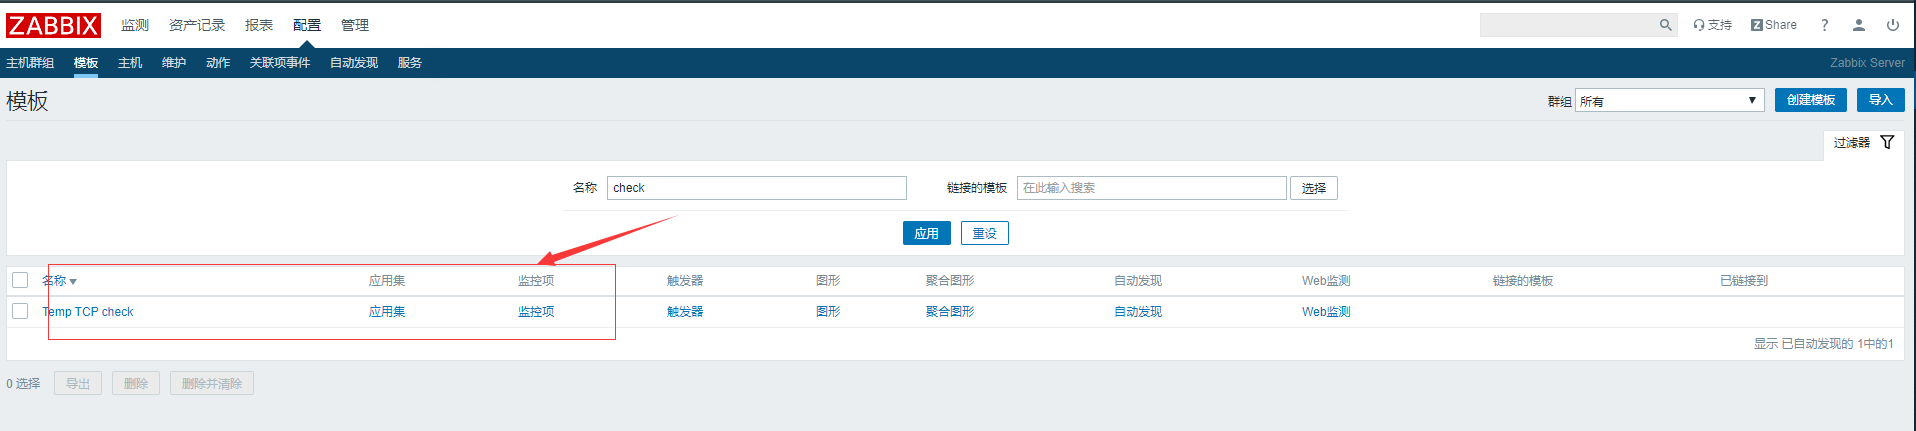 ZABBIX 监测 资产记录 报表 配置 管理 支持 Z Share ?
主机群组 模板 主机 维护 动作 关联项事件 自动发现 服务 Zabbix Server
模板 群组 所有 创建模板 导入
过滤器
名称 check 链接的模板 在此输入搜索 选择
应用 重设
名称 应用集 监控项 触发器 图形 聚合图形 自动发现 Web监测 链接的模板 已链接到
Temp TCP check 应用集 监控项 触发器 图形 聚合图形 自动发现 Web监测
显示 已自动发现的 1中的1
0 选择 导出 删除 删除并清除